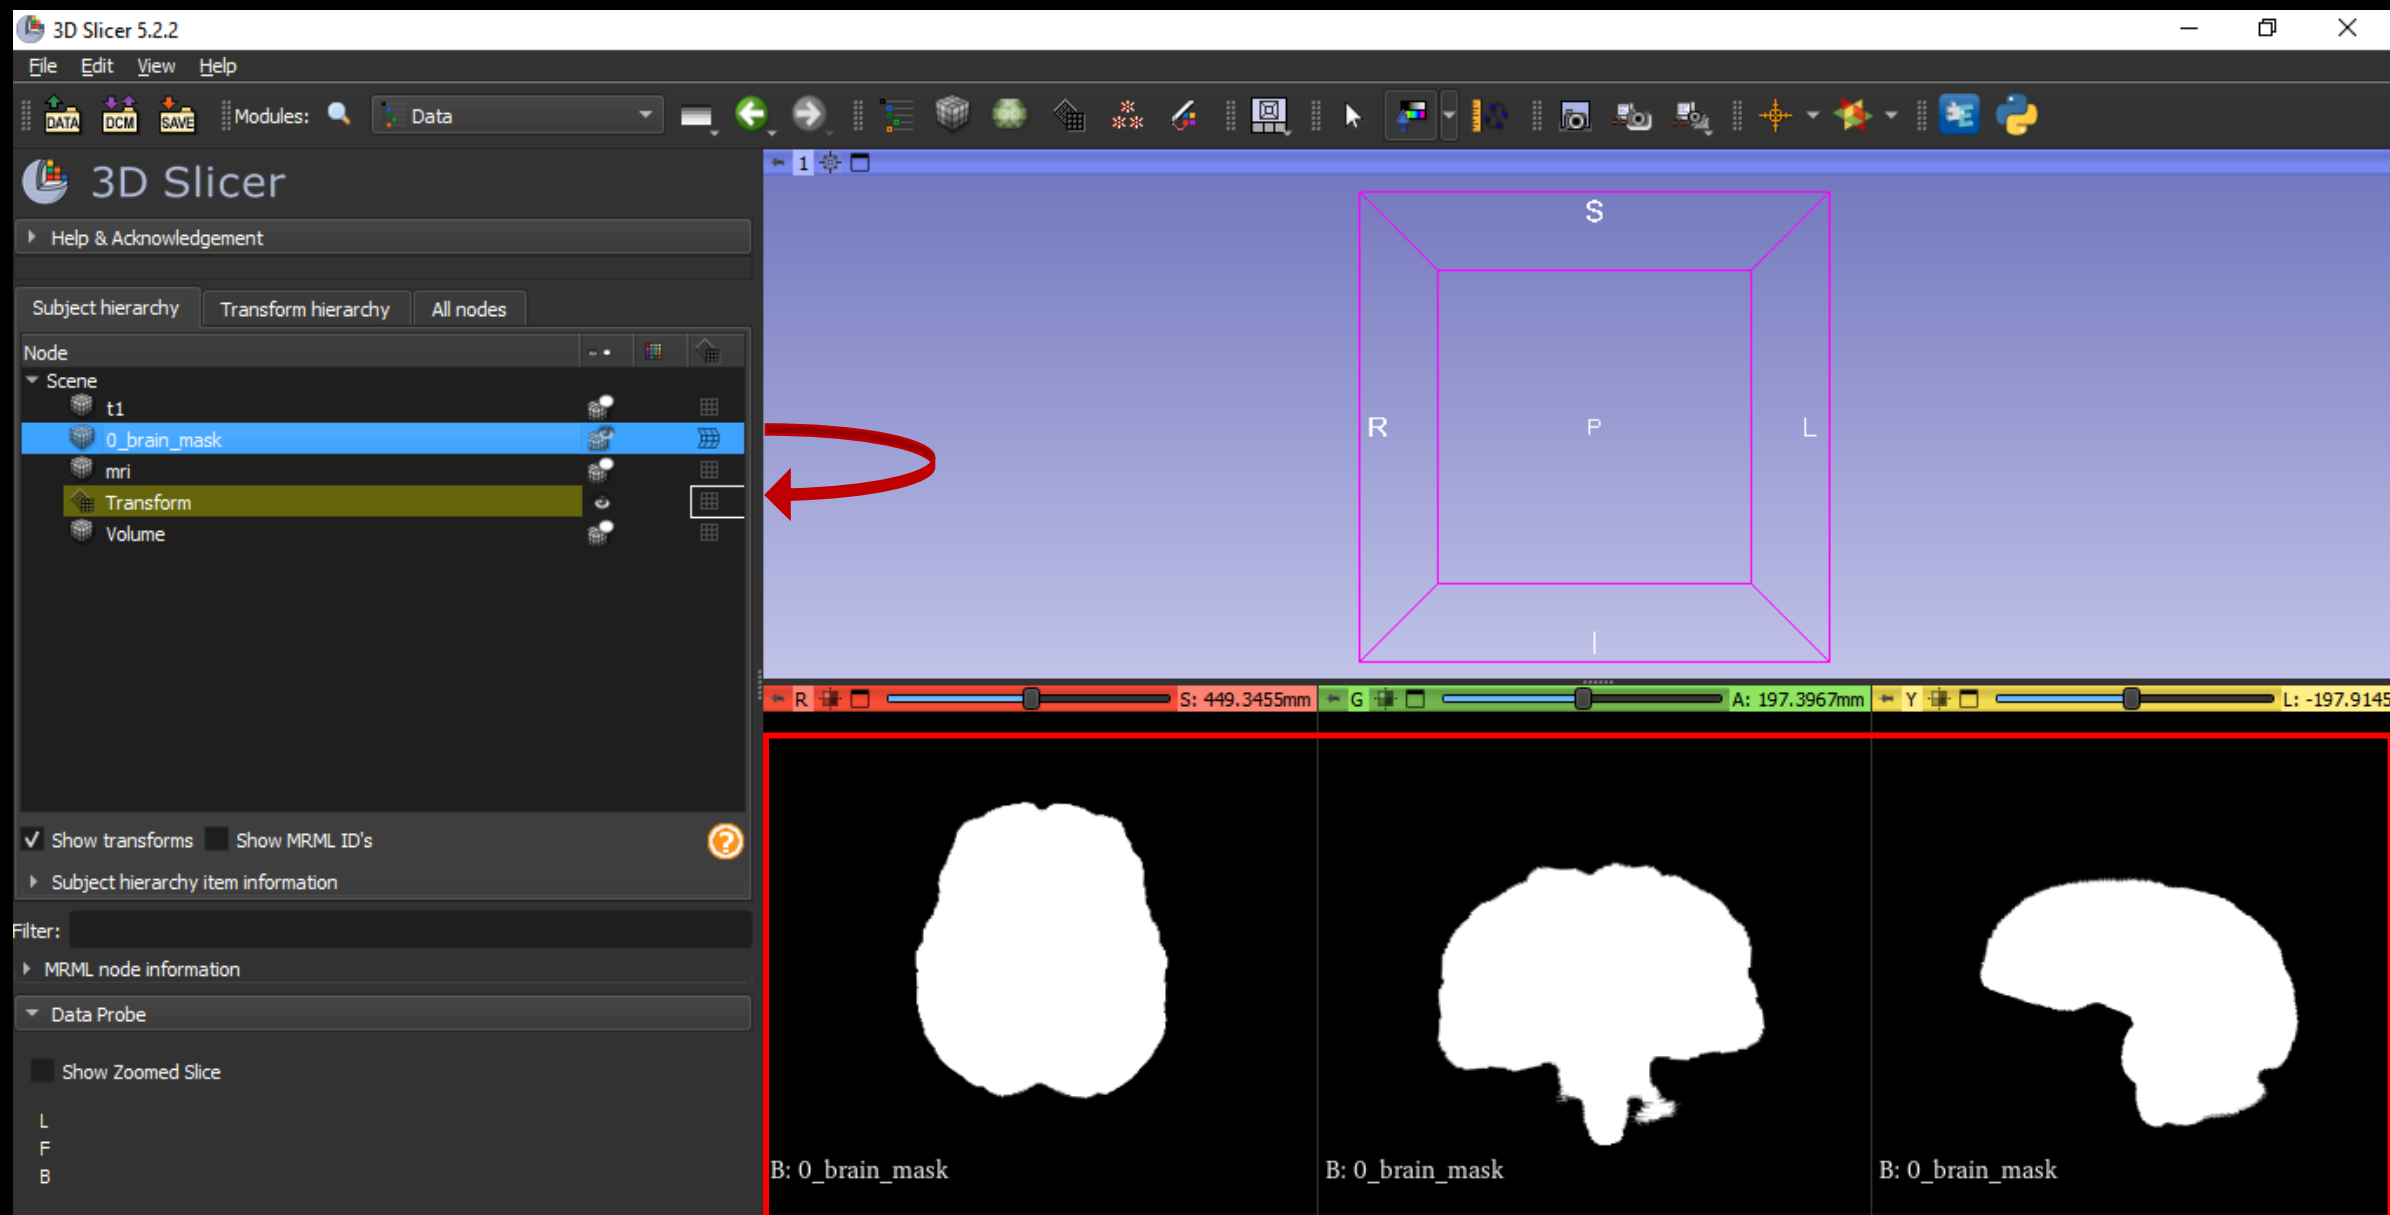 3D Slicer 5.2.2
File Edit View Help
DATA DCM SAVE Modules: Data
3D Slicer
Help & Acknowledgement
Subject hierarchy Transform hierarchy All nodes
Node
Scene
t1
0_brain_mask
mri
Transform
Volume
Show transforms Show MRML ID's
Subject hierarchy item information
Filter:
MRML node information
Data Probe
Show Zoomed Slice
L
F
B
1
S
R P L
I
R S: 449.3455mm G A: 197.3967mm Y L: -197.9145
B: 0_brain_mask B: 0_brain_mask B: 0_brain_mask